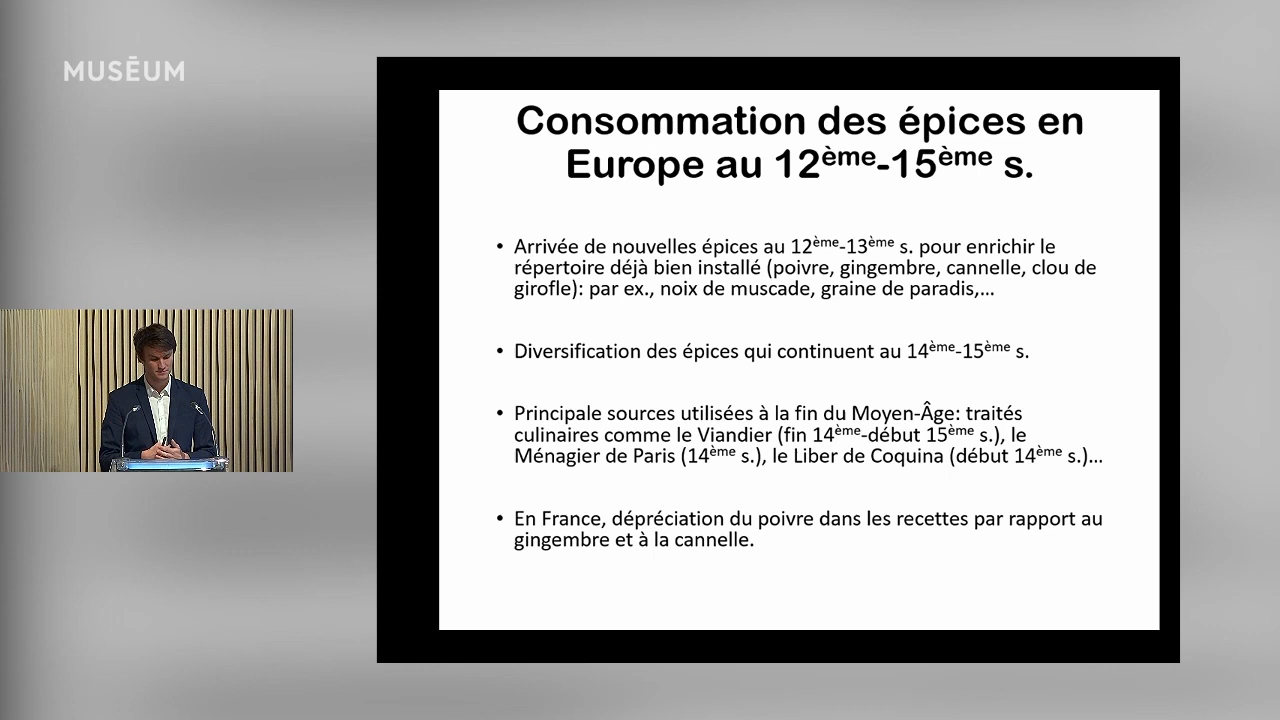 MUSĒUM
Consommation des épices en
Europe au 12ème-15ème s.
• Arrivée de nouvelles épices au 12ème-13ème s. pour enrichir le
répertoire déjà bien installé (poivre, gingembre, cannelle, clou de
girofle): par ex., noix de muscade, graine de paradis,...
• Diversification des épices qui continuent au 14ème-15ème s.
• Principale sources utilisées à la fin du Moyen-Âge: traités
culinaires comme le Viandier (fin 14ème-début 15ème s.), le
Ménagier de Paris (14ème s.), le Liber de Coquina (début 14ème s.)...
• En France, dépréciation du poivre dans les recettes par rapport au
gingembre et à la cannelle.